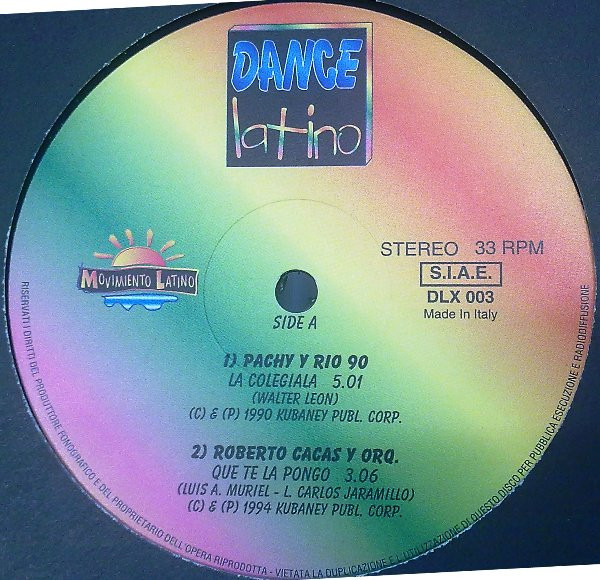 DANCE
latino
MOVIMIENTO LATINO
STEREO 33 RPM
S.I.A.E.
DLX 003
Made In Italy
SIDE A
1) PACHY Y RIO 90
LA COLEGIALA 5.01
(WALTER LEON)
(C) & (P) 1990 KUBANEY PUBL. CORP.
2) ROBERTO CACAS Y ORQ.
QUE TE LA PONGO 3.06
(LUIS A. MURIEL - L. CARLOS JARAMILLO)
(C) & (P) 1994 KUBANEY PUBL. CORP.
RISERVATI I DIRITTI DEL PRODUTTORE FONOGRAFICO E DEL PROPRIETARIO DELL'OPERA RIPRODOTTA - VIETATA LA DUPLICAZIONE E L'UTILIZZAZIONE DI QUESTO DISCO PER PUBBLICA ESECUZIONE E RADIODIFFUSIONE